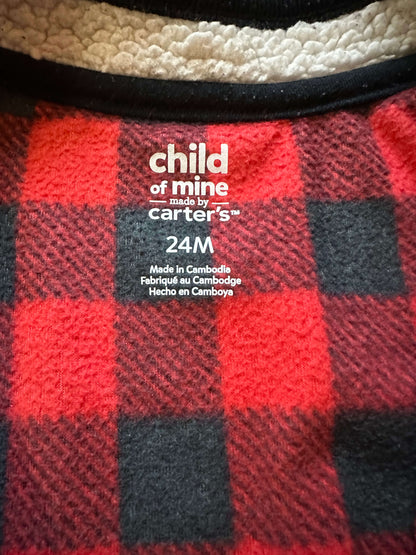 child
of mine
made by
carter's™
24M
Made in Cambodia
Fabriqué au Cambodge
Hecho en Camboya